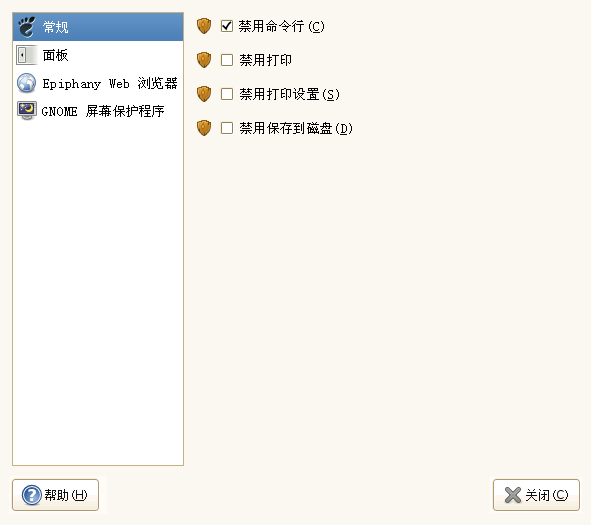 常规
面板
Epiphany Web 浏览器
GNOME 屏幕保护程序
禁用命令行(C)
禁用打印
禁用打印设置(S)
禁用保存到磁盘(D)
帮助(H)
关闭(C)